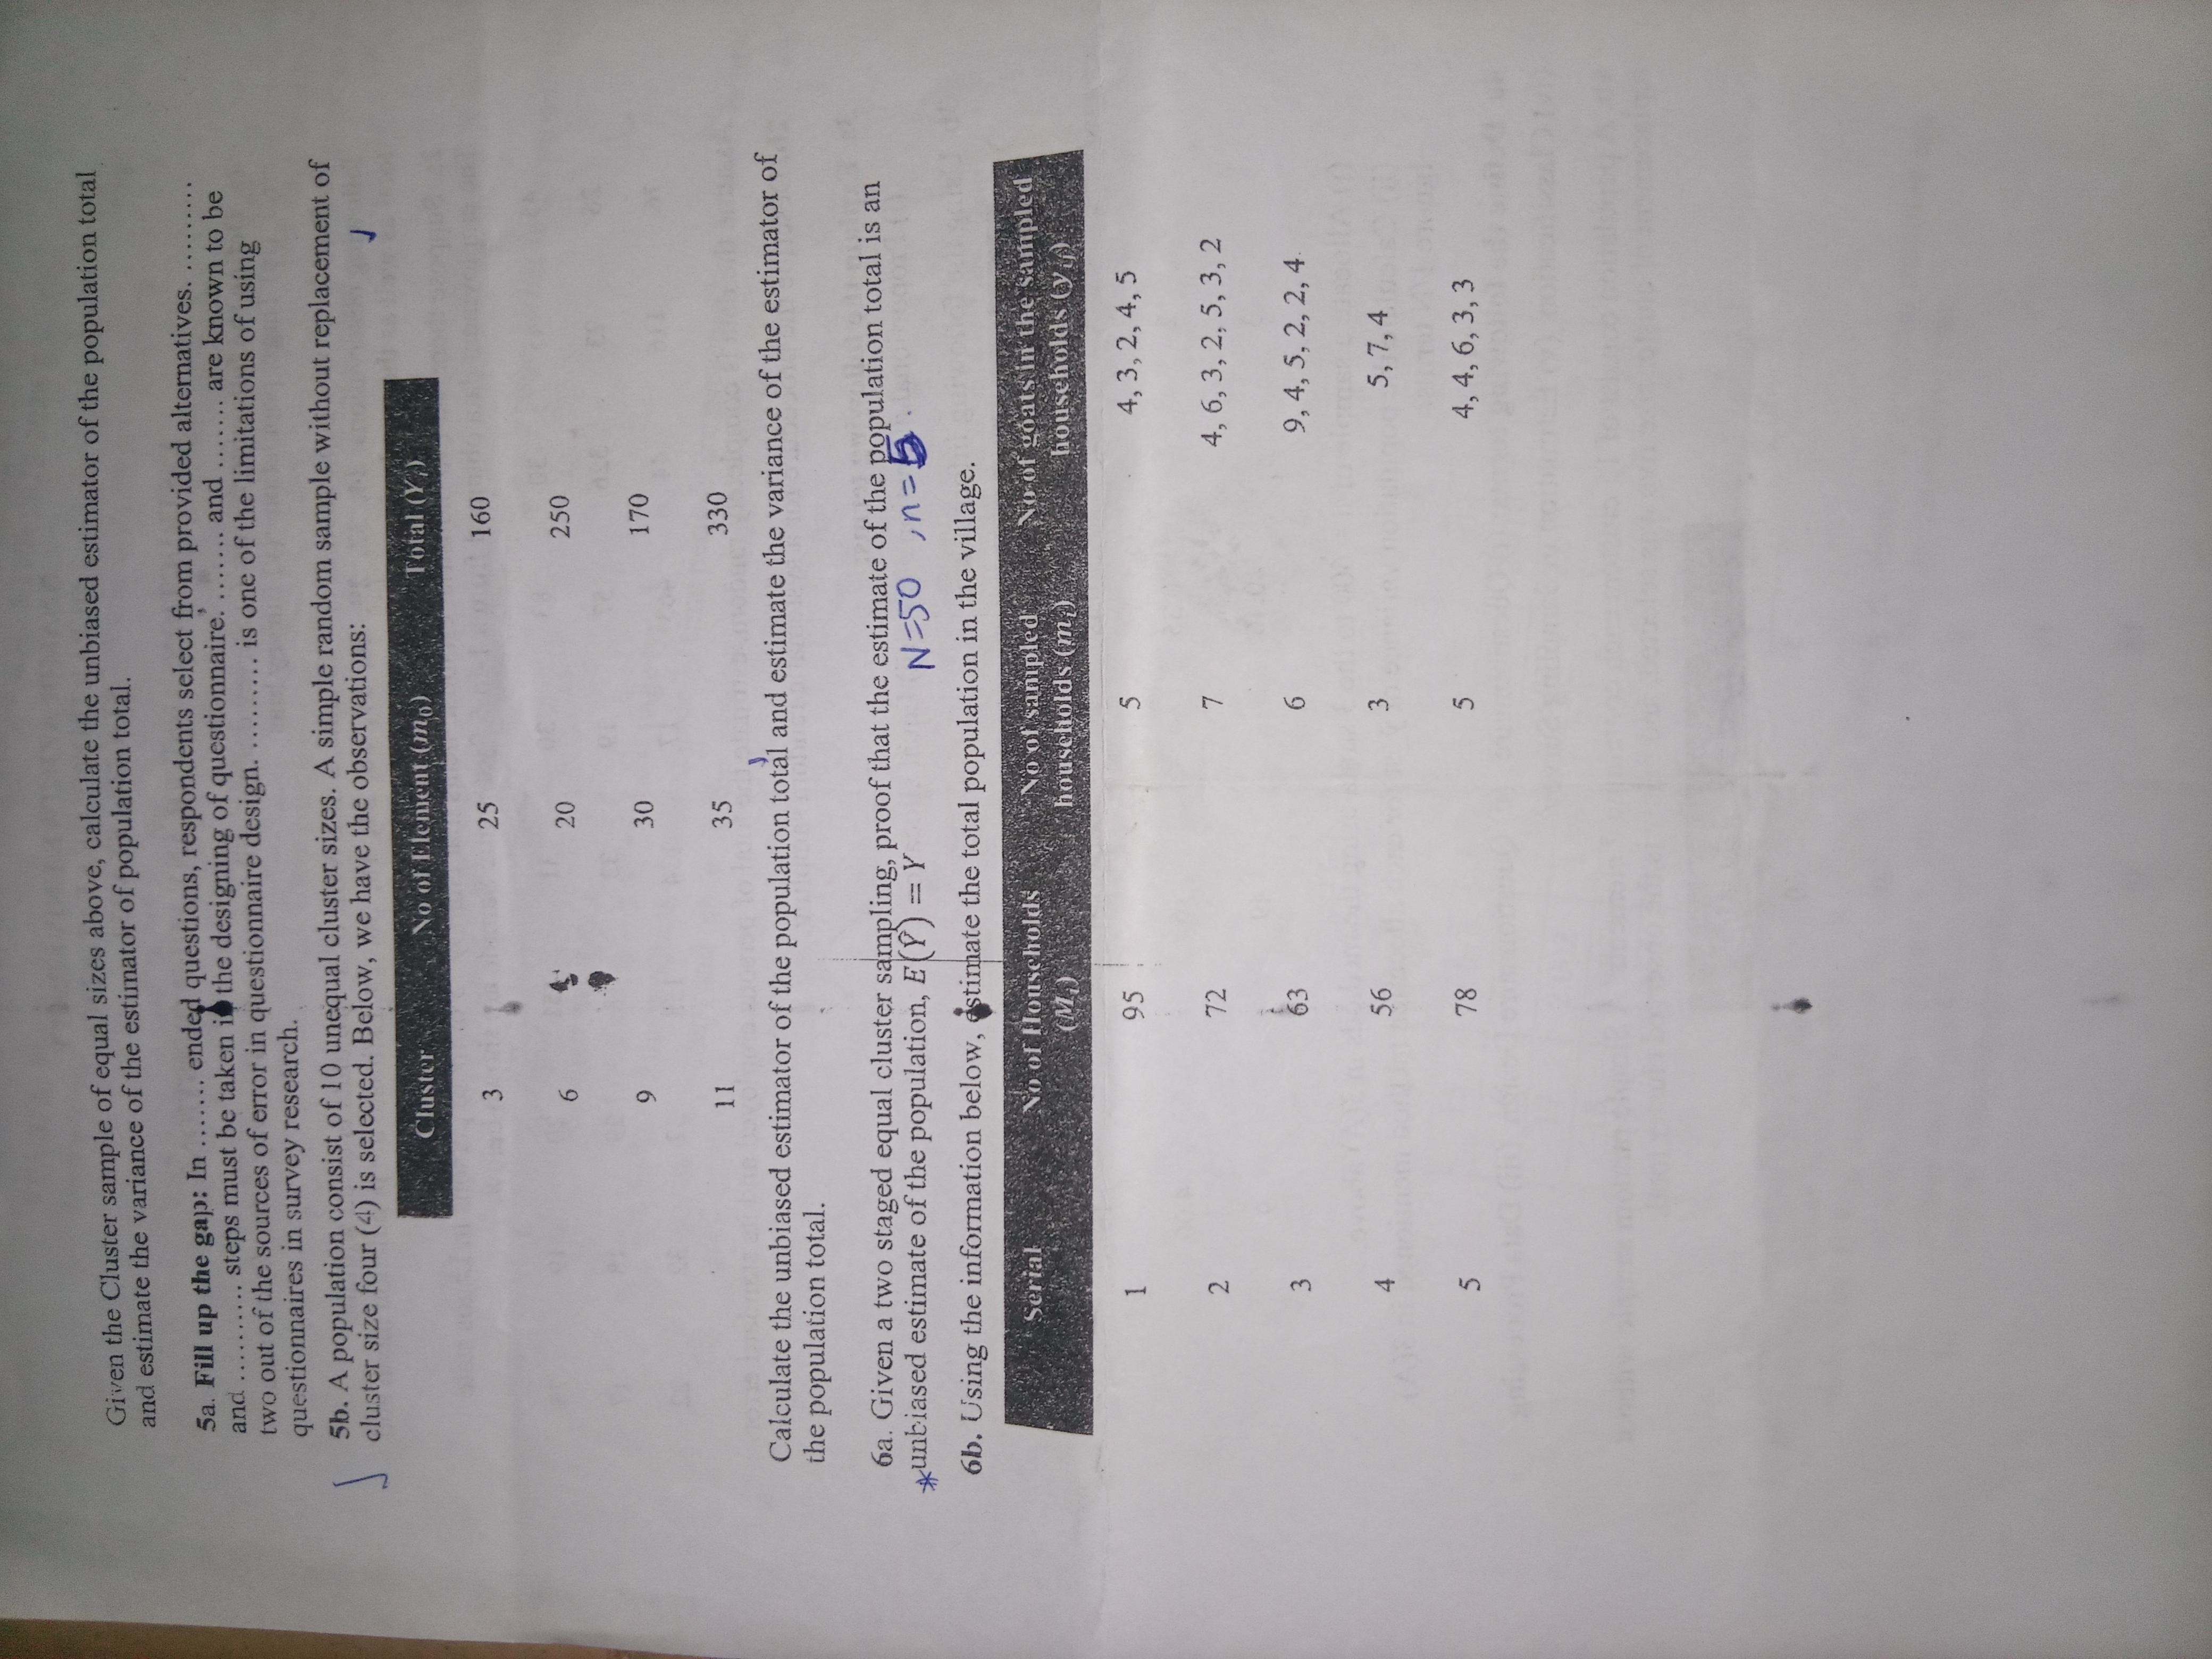 Given the Cluster sample of equal sizes above, calculate the unbiased estimator of the population total
and estimate the variance of the estimator of population total.
5a. Fill up the gap: In ....... ended questions, respondents select from provided alternatives. .........
and ......... steps must be taken in the designing of questionnaire. ....... and ....... are known to be
two out of the sources of error in questionnaire design. ......... is one of the limitations of using
questionnaires in survey research.
5b. A population consist of 10 unequal cluster sizes. A simple random sample without replacement of
cluster size four (4) is selected. Below, we have the observations:
Cluster No of Element (m₀) Total (Yᵢ)
3 25 160
6 20 250
9 30 170
11 35 330
Calculate the unbiased estimator of the population total and estimate the variance of the estimator of
the population total.
6a. Given a two staged equal cluster sampling, proof that the estimate of the population total is an
*unbiased estimate of the population, E(Ŷ) = Y N=50 , n=5.
6b. Using the information below, estimate the total population in the village.
Serial No of Households (Mᵢ) No of sampled households (mᵢ) No of goats in the sampled households (yᵢⱼ)
1 95 5 4, 3, 2, 4, 5
2 72 7 4, 6, 3, 2, 5, 3, 2
3 63 6 9, 4, 5, 2, 2, 4
4 56 3 5, 7, 4
5 78 5 4, 4, 6, 3, 3